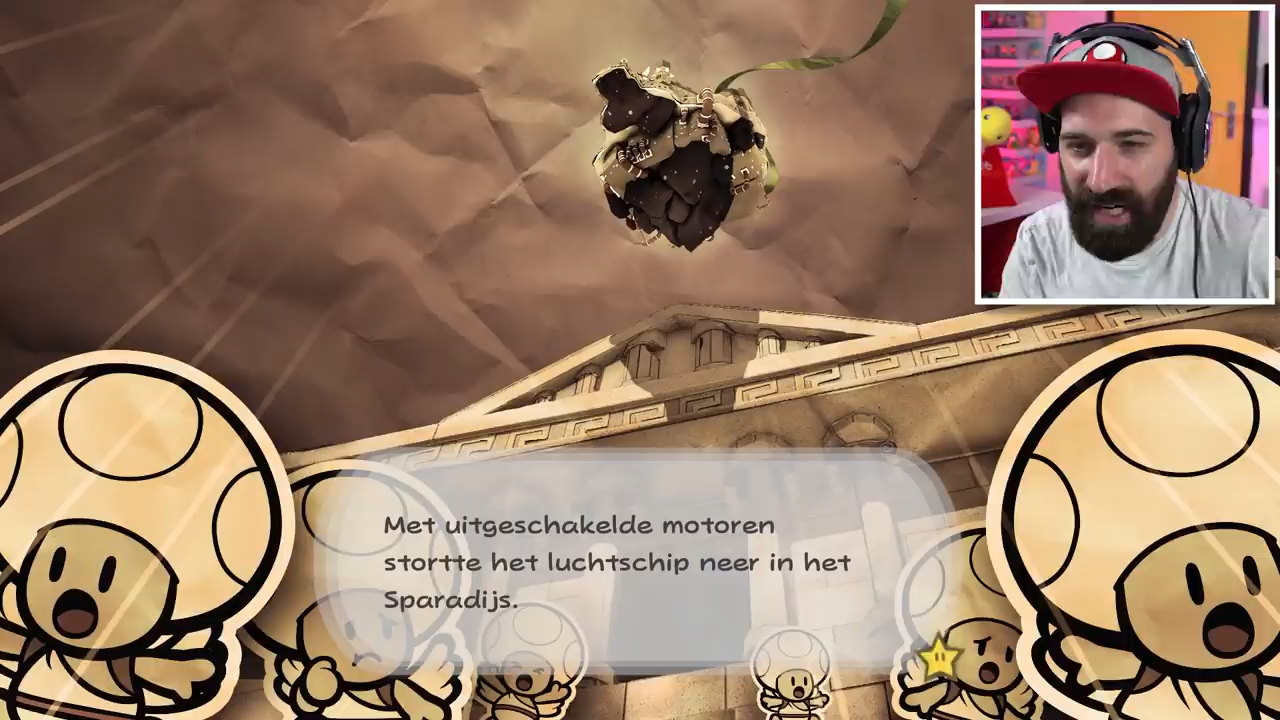 Met uitgeschakelde motoren
stortte het luchtschip neer in het
Sparadijs.